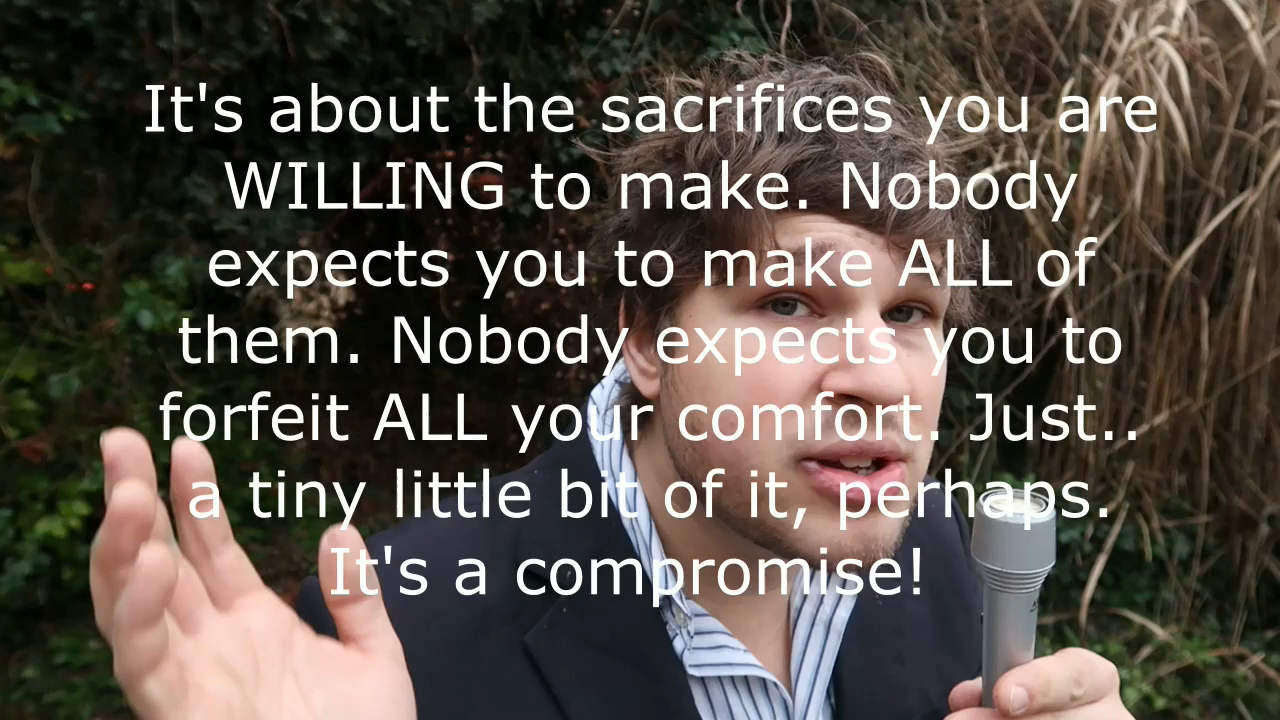 It's about the sacrifices you are
WILLING to make. Nobody
expects you to make ALL of
them. Nobody expects you to
forfeit ALL your comfort. Just..
a tiny little bit of it, perhaps.
It's a compromise!